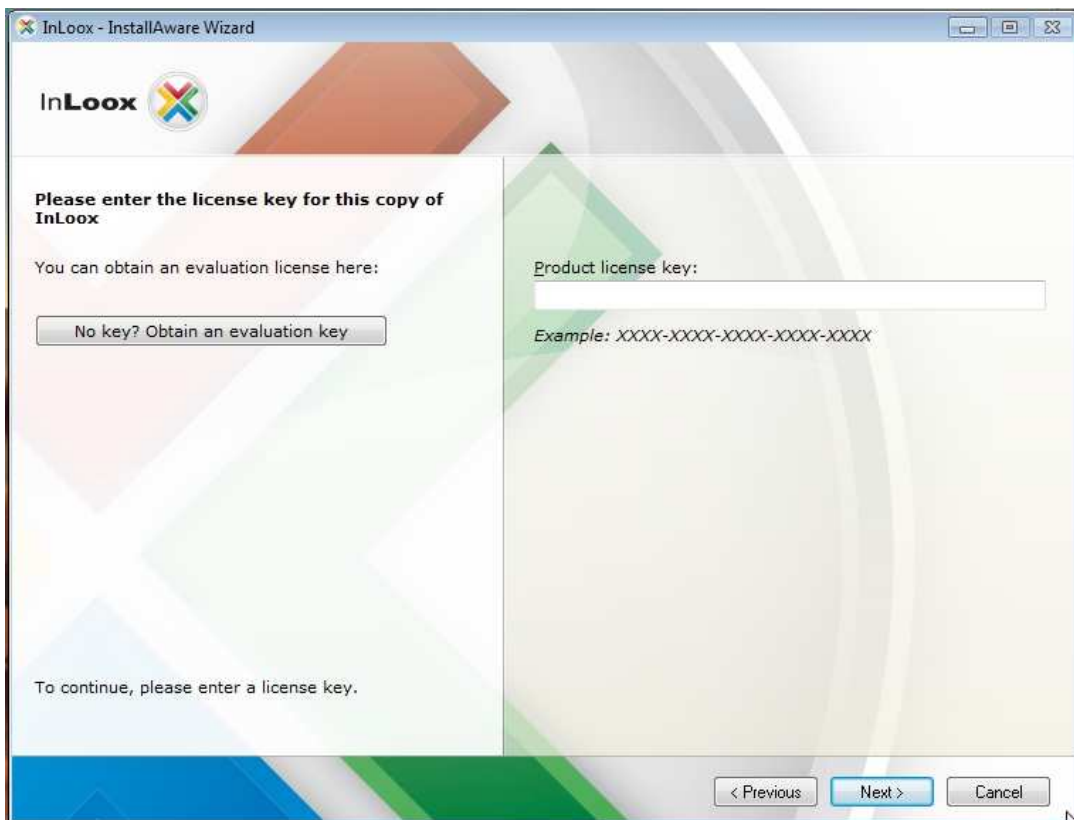 InLoox - InstallAware Wizard
InLoox
Please enter the license key for this copy of
InLoox
You can obtain an evaluation license here:
No key? Obtain an evaluation key
To continue, please enter a license key.
Product license key:
Example: XXXX-XXXX-XXXX-XXXX-XXXX
< Previous
Next >
Cancel